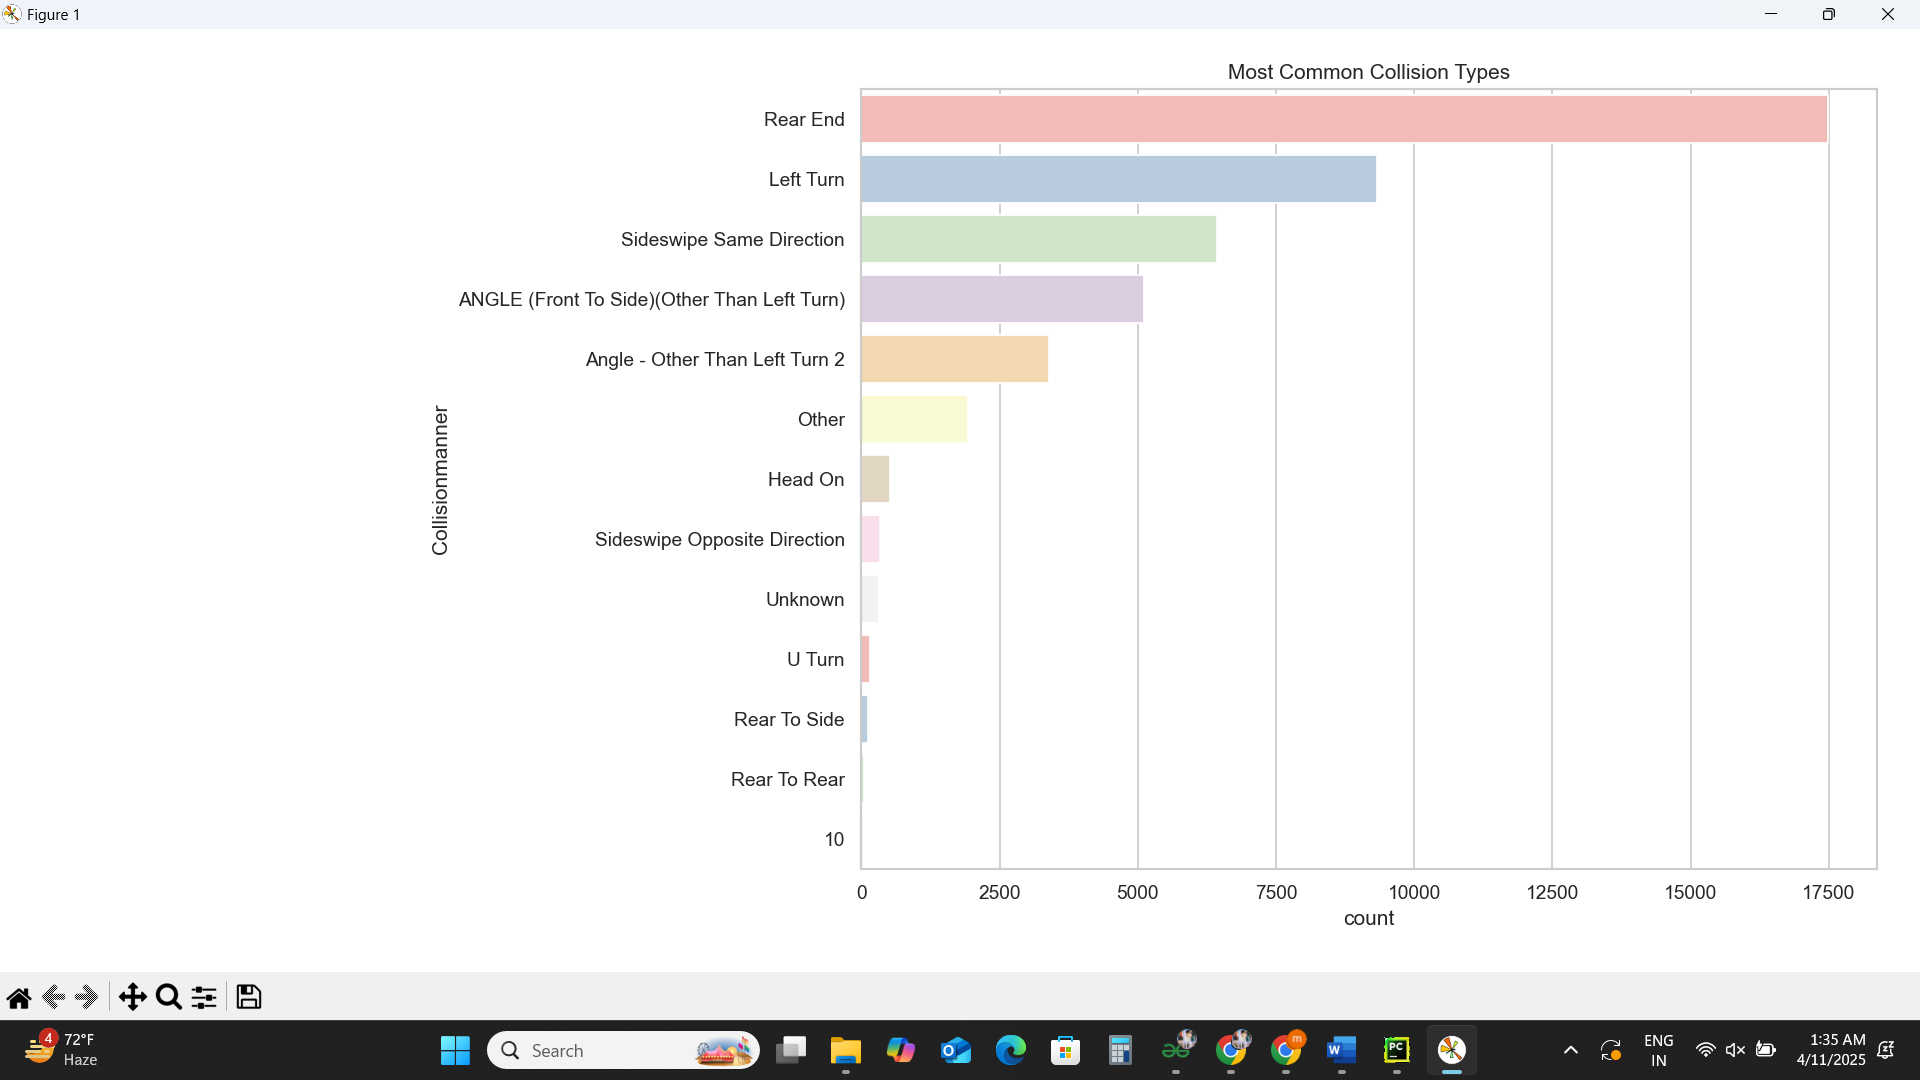 Figure 1
Most Common Collision Types
Rear End
Left Turn
Sideswipe Same Direction
ANGLE (Front To Side)(Other Than Left Turn)
Angle - Other Than Left Turn 2
Other
Head On
Sideswipe Opposite Direction
Unknown
U Turn
Rear To Side
Rear To Rear
10
Collisionmanner
0 2500 5000 7500 10000 12500 15000 17500
count
4
72°F
Haze
Search
m
PC
ENG
IN
1:35 AM
4/11/2025